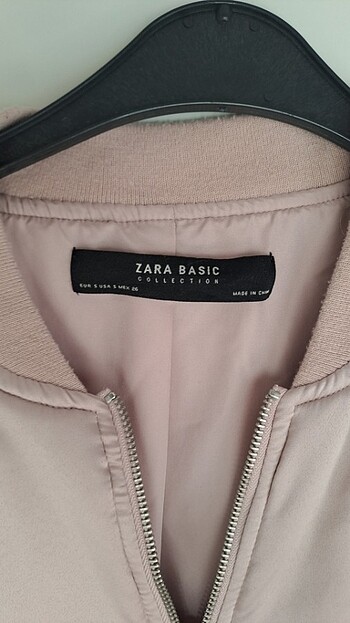 ZARA BASIC
COLLECTION
EUR S USA S MEX 26
MADE IN CHINA